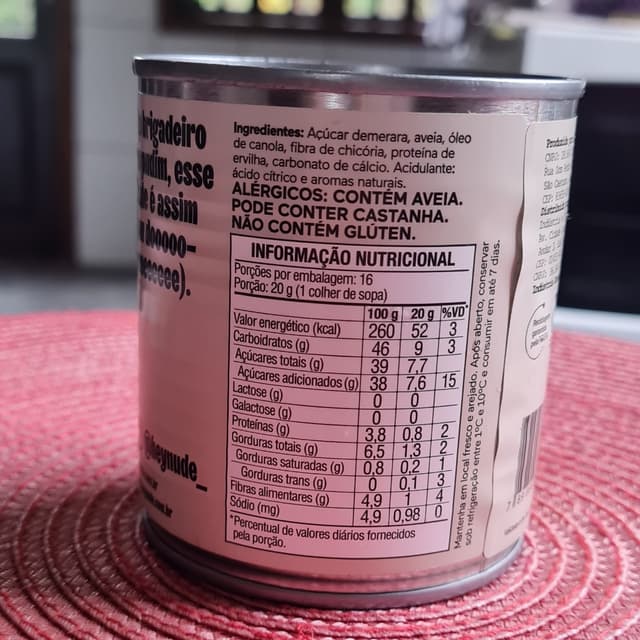 brigadeiro
esse
é assim
@heynude_
Ingredientes: Açúcar demerara, aveia, óleo
de canola, fibra de chicória, proteína de
ervilha, carbonato de cálcio. Acidulante:
ácido cítrico e aromas naturais.
ALÉRGICOS: CONTÉM AVEIA.
PODE CONTER CASTANHA.
NÃO CONTÉM GLÚTEN.
INFORMAÇÃO NUTRICIONAL
Porções por embalagem: 16
Porção: 20 g (1 colher de sopa)
100 g 20 g %VD*
Valor energético (kcal) 260 52 3
Carboidratos (g) 46 9 3
Açúcares totais (g) 39 7,7
Açúcares adicionados (g) 38 7,6 15
Lactose (g) 0 0
Galactose (g) 0 0
Proteínas (g) 3,8 0,8 2
Gorduras totais (g) 6,5 1,3 2
Gorduras saturadas (g) 0,8 0,2 1
Gorduras trans (g) 0 0,1 3
Fibras alimentares (g) 4,9 1 4
Sódio (mg) 4,9 0,98 0
*Percentual de valores diários fornecidos
pela porção.
Mantenha em local fresco e arejado. Após aberto, conservar
sob refrigeração entre 1°C e 10°C e consumir em até 7 dias.
Produzido
CNPJ:
Rua
São
CEP: